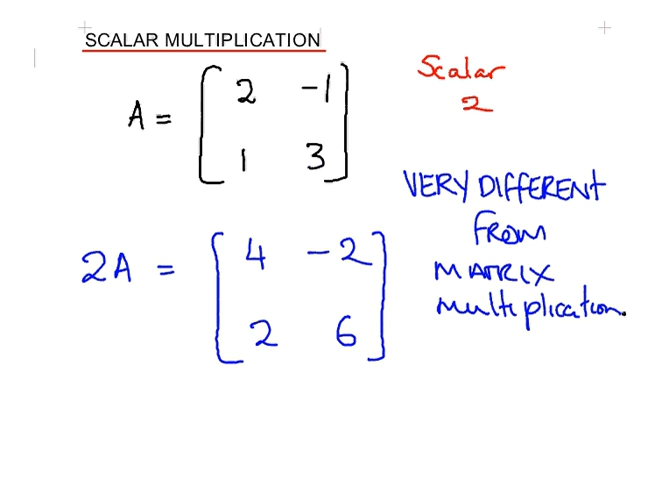 SCALAR MULTIPLICATION
Scalar
2
A = [ 2 -1
1 3 ]
VERY DIFFERENT
FROM
MATRIX
multiplication.
2A = [ 4 -2
2 6 ]